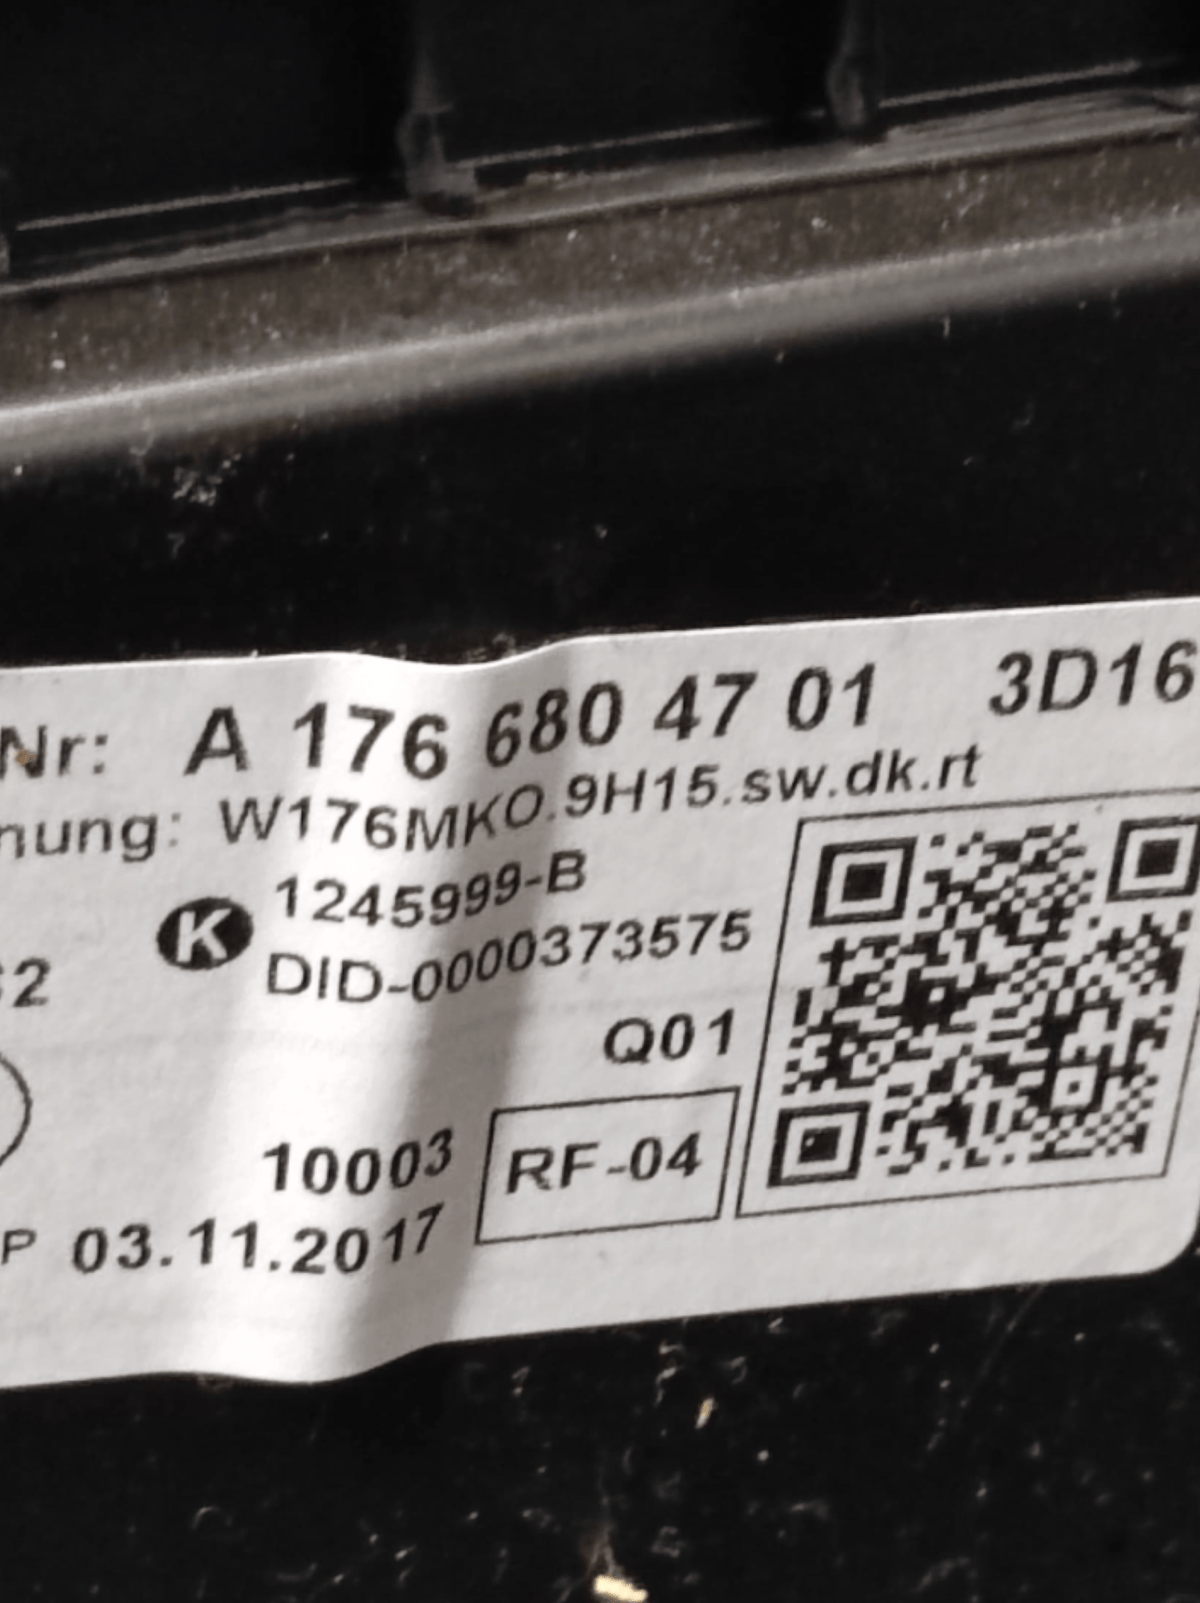 Nr: A 176 680 47 01 3D16
nung: W176MKO.9H15.sw.dk.rt
K 1245999-B
62 DID-0000373575
Q01
10003 RF-04
P 03.11.2017